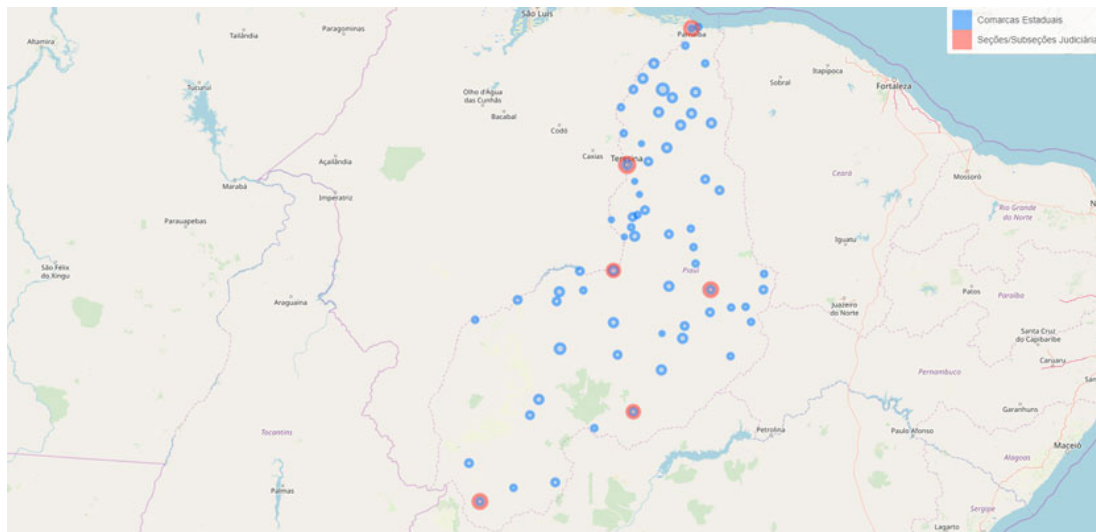 São Luís
Comarcas Estaduais
Seções/Subseções Judiciária
Altamira
Tailândia
Paragominas
Parnaíba
Tucuruí
Olho d'Água
das Cunhãs
Bacabal
Sobral
Itapipoca
Fortaleza
Codó
Caxias
Teresina
Açailândia
Marabá
Imperatriz
Ceará
Mossoró
Parauapebas
Rio Grande
do Norte
Iguatu
São Félix
do Xingu
Piauí
Araguaina
Juazeiro
do Norte
Patos
Paraíba
Santa Cruz
do Capibaribe
Caruaru
Pernambuco
Garanhuns
Tocantins
Petrolina
Paulo Afonso
Maceió
Alagoas
Palmas
Sergipe
Lagarto